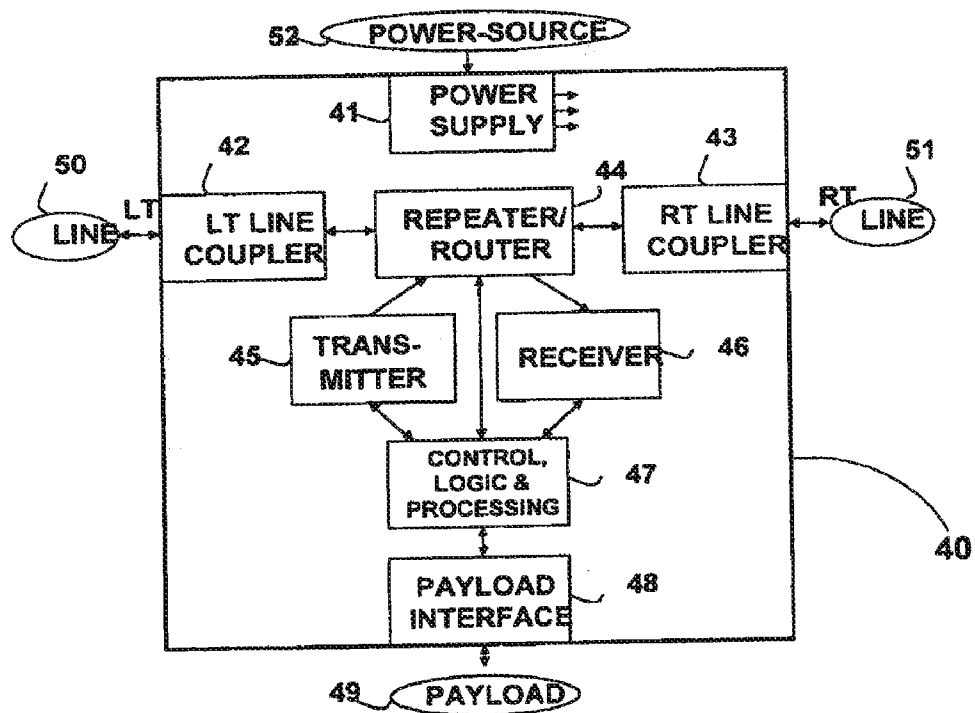 52 POWER-SOURCE
41 POWER
SUPPLY
50
42
44
43
51
LT
LINE
LT LINE
COUPLER
REPEATER/
ROUTER
RT LINE
COUPLER
RT
LINE
45 TRANS-
MITTER
RECEIVER
46
CONTROL,
LOGIC &
PROCESSING
47
40
PAYLOAD
INTERFACE
48
49 PAYLOAD